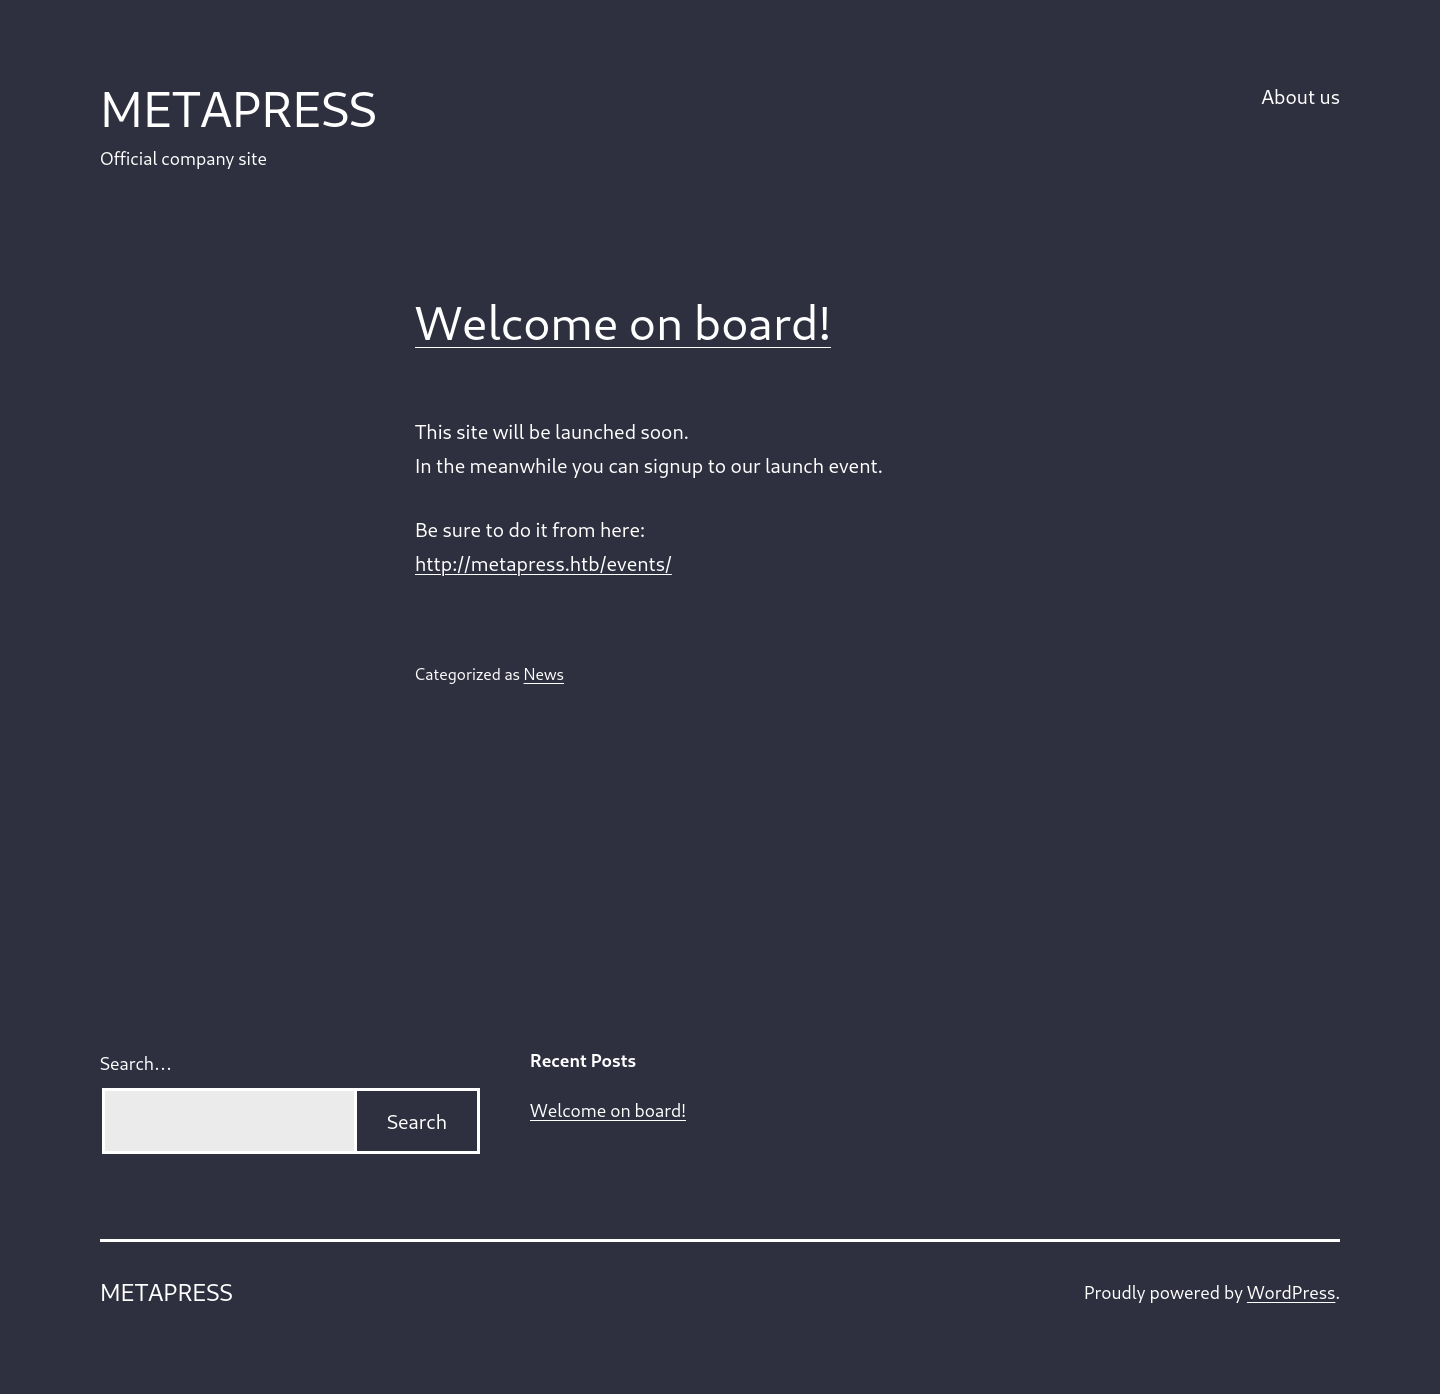 METAPRESS
About us
Official company site
Welcome on board!
This site will be launched soon.
In the meanwhile you can signup to our launch event.
Be sure to do it from here:
http://metapress.htb/events/
Categorized as News
Search…
Search
Recent Posts
Welcome on board!
METAPRESS
Proudly powered by WordPress.